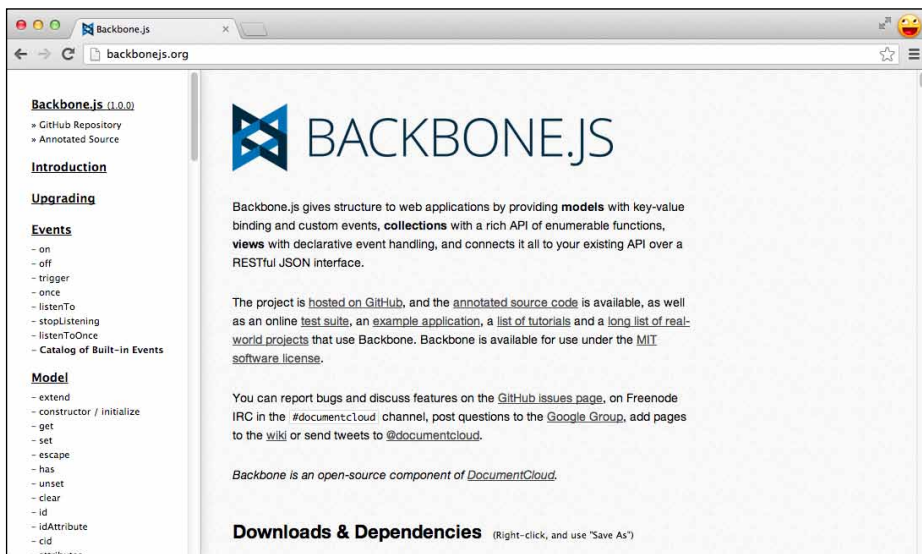 Backbone.js
backbonejs.org
Backbone.js (1.0.0)
» GitHub Repository
» Annotated Source
Introduction
Upgrading
Events
– on
– off
– trigger
– once
– listenTo
– stopListening
– listenToOnce
– Catalog of Built-in Events
Model
– extend
– constructor / initialize
– get
– set
– escape
– has
– unset
– clear
– id
– idAttribute
– cid
– attributes
BACKBONE.JS
Backbone.js gives structure to web applications by providing models with key-value
binding and custom events, collections with a rich API of enumerable functions,
views with declarative event handling, and connects it all to your existing API over a
RESTful JSON interface.
The project is hosted on GitHub, and the annotated source code is available, as well
as an online test suite, an example application, a list of tutorials and a long list of real-
world projects that use Backbone. Backbone is available for use under the MIT
software license.
You can report bugs and discuss features on the GitHub issues page, on Freenode
IRC in the #documentcloud channel, post questions to the Google Group, add pages
to the wiki or send tweets to @documentcloud.
Backbone is an open-source component of DocumentCloud.
Downloads & Dependencies (Right-click, and use "Save As")